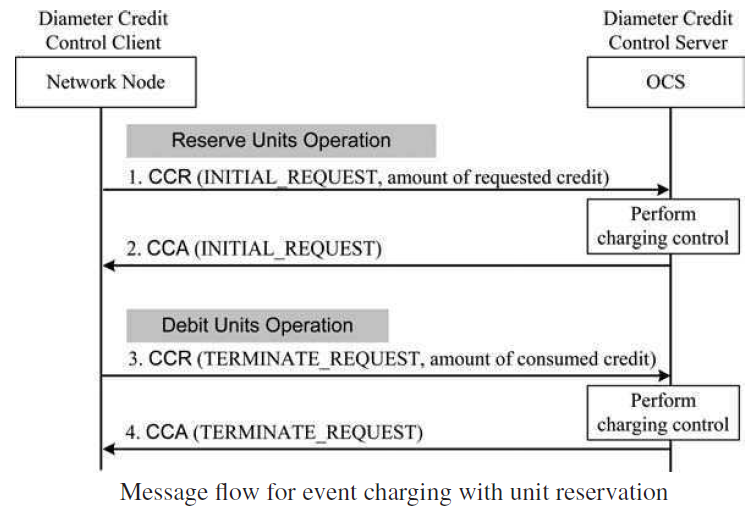 Diameter Credit
Control Client
Diameter Credit
Control Server
Network Node
OCS
Reserve Units Operation
1. CCR (INITIAL_REQUEST, amount of requested credit)
Perform
charging control
2. CCA (INITIAL_REQUEST)
Debit Units Operation
3. CCR (TERMINATE_REQUEST, amount of consumed credit)
Perform
charging control
4. CCA (TERMINATE_REQUEST)
Message flow for event charging with unit reservation